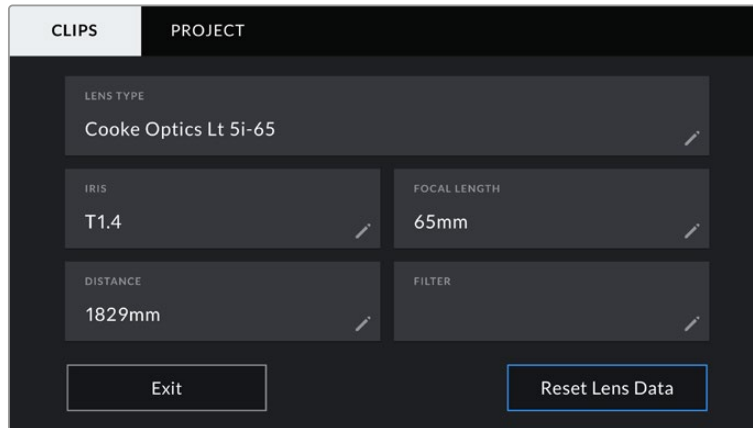 CLIPS
PROJECT
LENS TYPE
Cooke Optics Lt 5i-65
IRIS
T1.4
FOCAL LENGTH
65mm
DISTANCE
1829mm
FILTER
Exit
Reset Lens Data